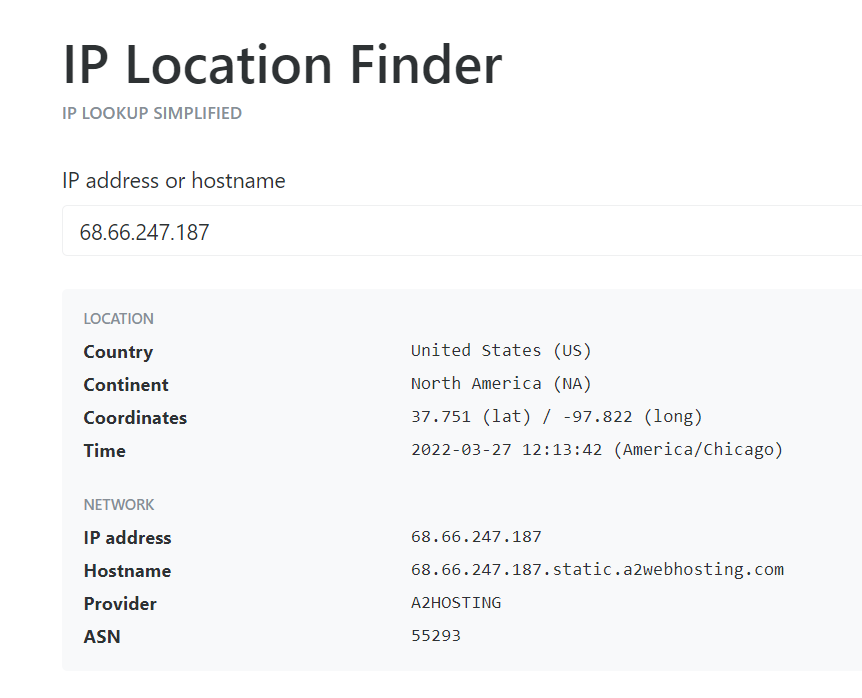 IP Location Finder
IP LOOKUP SIMPLIFIED
IP address or hostname
68.66.247.187
LOCATION
Country United States (US)
Continent North America (NA)
Coordinates 37.751 (lat) / -97.822 (long)
Time 2022-03-27 12:13:42 (America/Chicago)
NETWORK
IP address 68.66.247.187
Hostname 68.66.247.187.static.a2webhosting.com
Provider A2HOSTING
ASN 55293